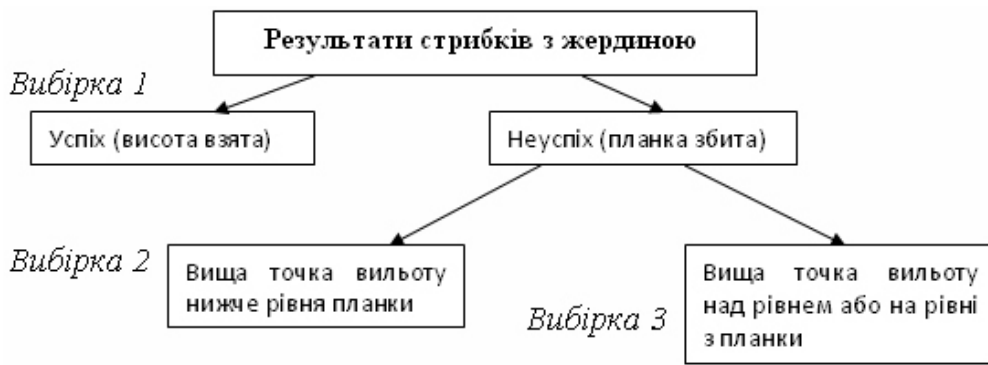 Результати стрибків з жердиною
Вибірка 1
Успіх (висота взята)
Неуспіх (планка збита)
Вибірка 2
Вища точка вильоту
нижче рівня планки
Вибірка 3
Вища точка вильоту
над рівнем або на рівні
з планки